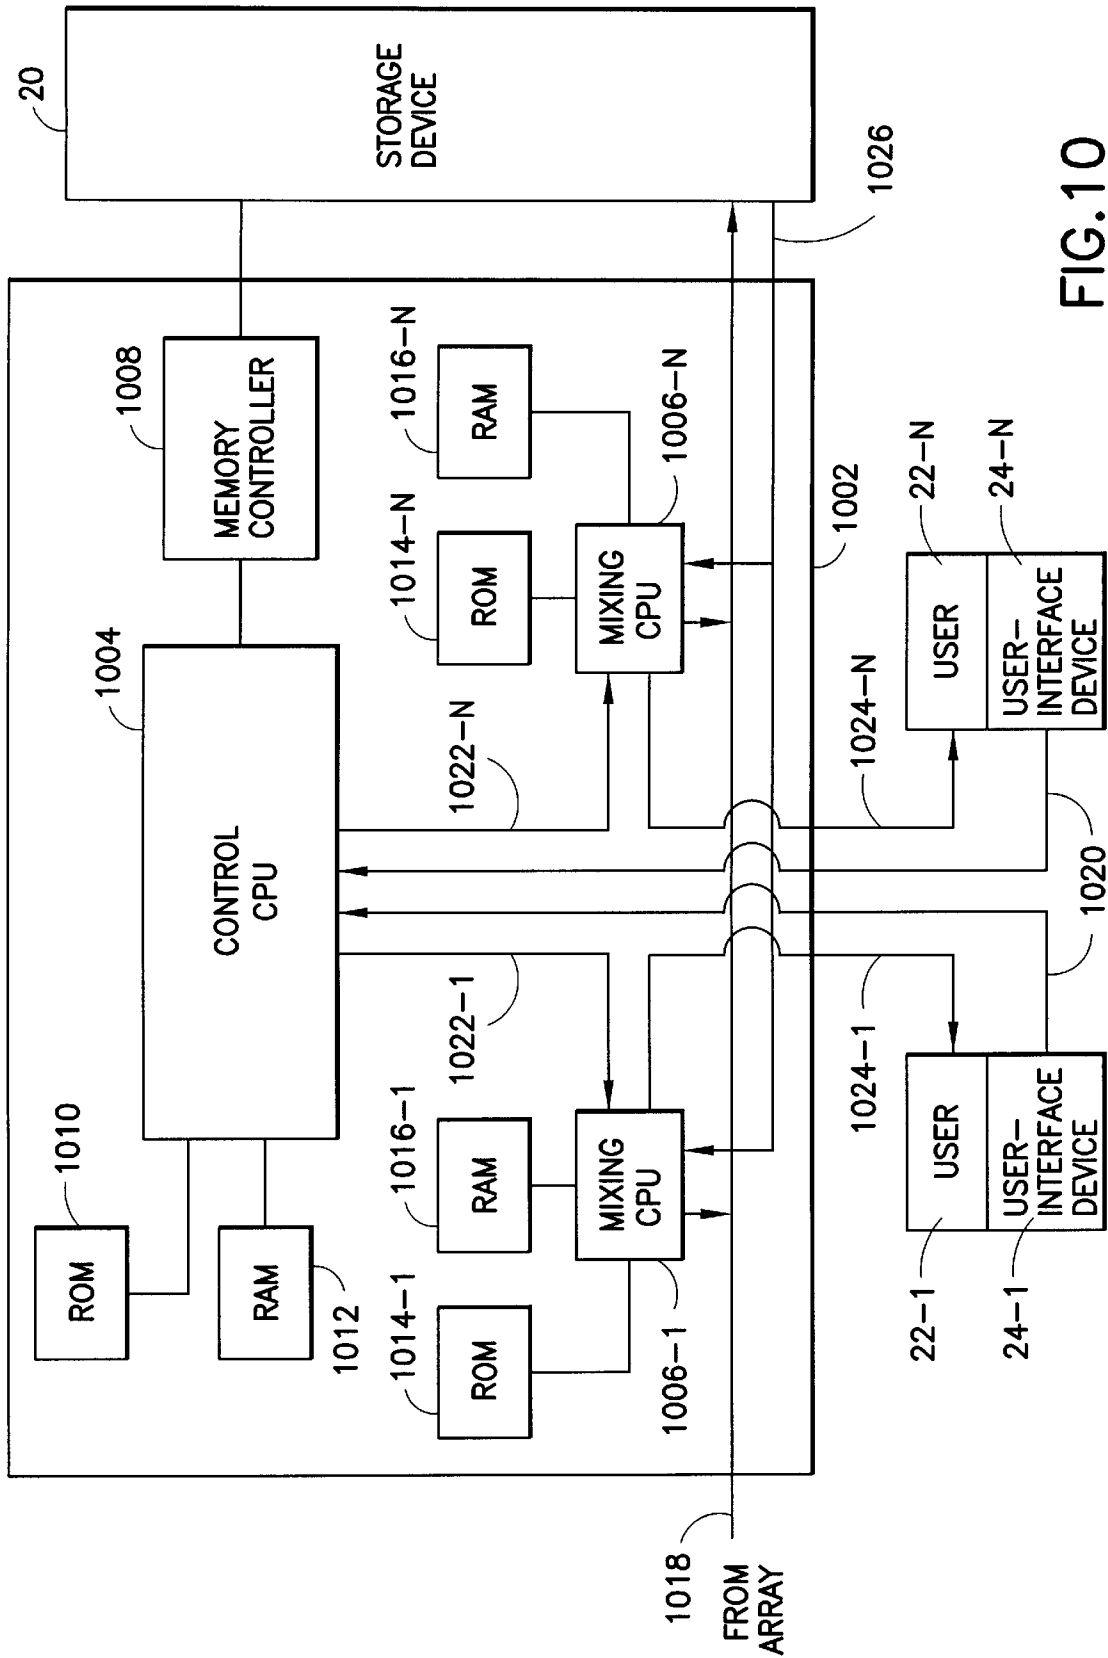 20
STORAGE
DEVICE
1026
1008
MEMORY
CONTROLLER
1004
CONTROL
CPU
1010
ROM
RAM
1012
1022-1
1022-N
1014-1
ROM
1016-1
RAM
MIXING
CPU
1006-1
1014-N
ROM
1016-N
RAM
MIXING
CPU
1006-N
1002
1018
FROM
ARRAY
1024-1
1024-N
1020
USER
USER-
INTERFACE
DEVICE
22-1
24-1
USER
USER-
INTERFACE
DEVICE
22-N
24-N
FIG.10